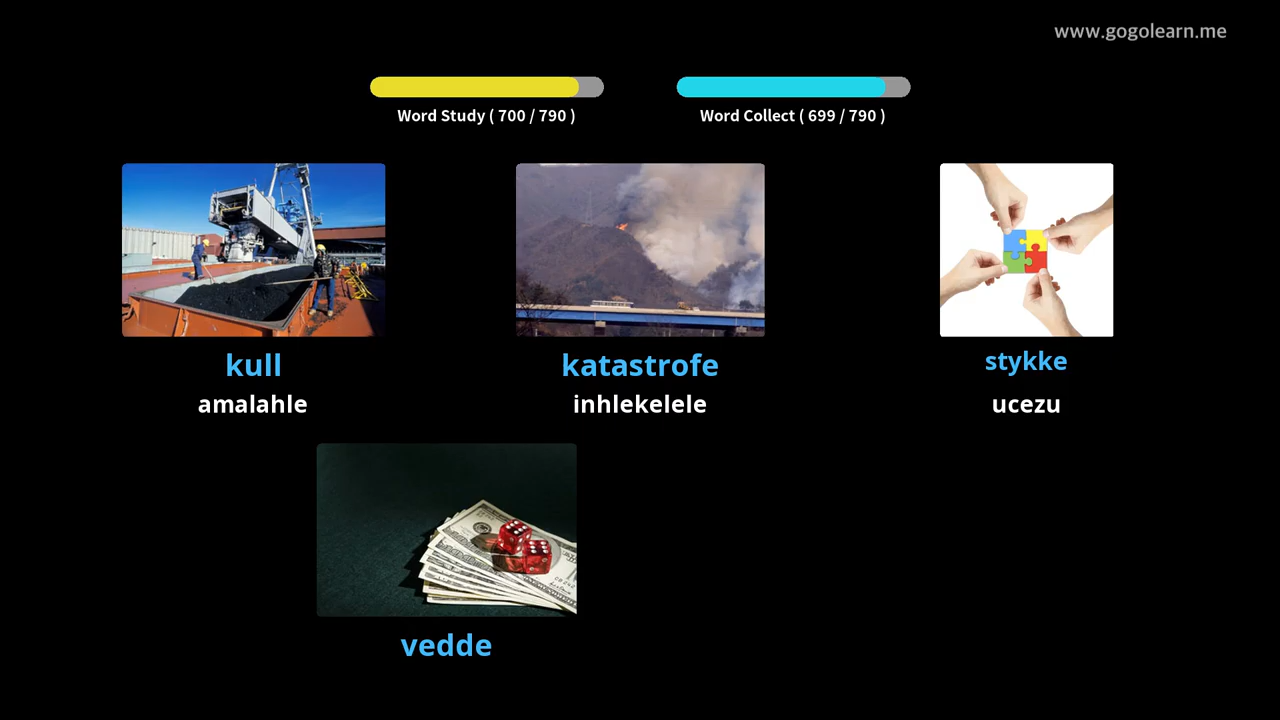 www.gogolearn.me
Word Study ( 700 / 790 )
Word Collect ( 699 / 790 )
kull
amalahle
katastrofe
inhlekelele
stykke
ucezu
vedde